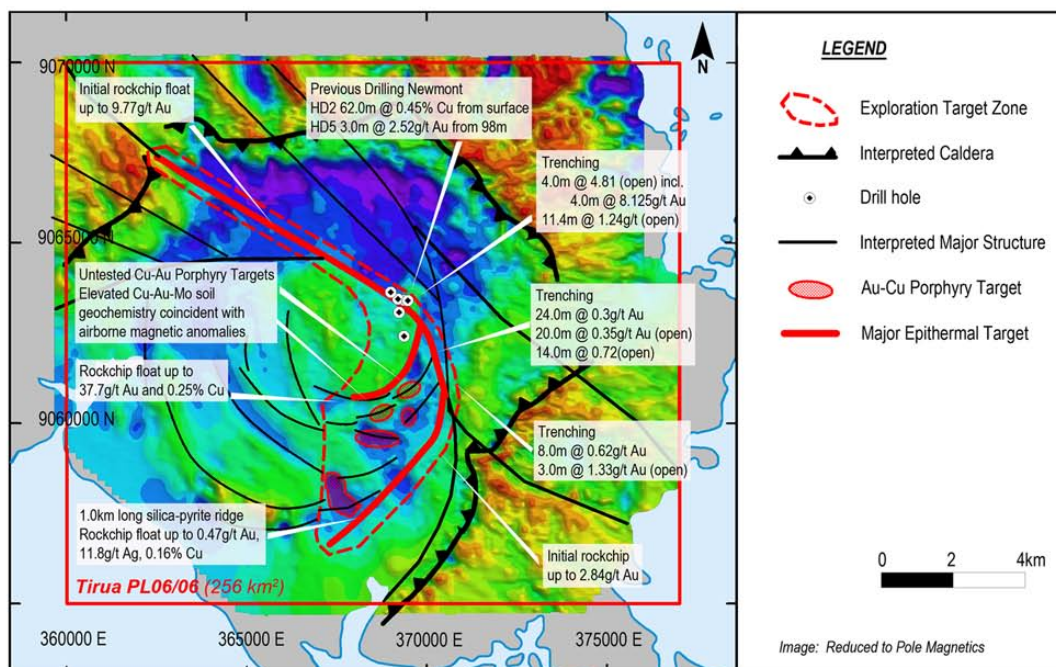 9070000 N
Initial rockchip float
up to 9.77g/t Au
Previous Drilling Newmont
HD2 62.0m @ 0.45% Cu from surface
HD5 3.0m @ 2.52g/t Au from 98m
N
Trenching
4.0m @ 4.81 (open) incl.
4.0m @ 8.125g/t Au
11.4m @ 1.24g/t (open)
9065000 N
Untested Cu-Au Porphyry Targets
Elevated Cu-Au-Mo soil
geochemistry coincident with
airborne magnetic anomalies
Trenching
24.0m @ 0.3g/t Au
20.0m @ 0.35g/t Au (open)
14.0m @ 0.72(open)
Rockchip float up to
37.7g/t Au and 0.25% Cu
9060000 N
Trenching
8.0m @ 0.62g/t Au
3.0m @ 1.33g/t Au (open)
1.0km long silica-pyrite ridge
Rockchip float up to 0.47g/t Au,
11.8g/t Ag, 0.16% Cu
Initial rockchip
up to 2.84g/t Au
Tirua PL06/06 (256 km²)
360000 E
365000 E
370000 E
375000 E
LEGEND
Exploration Target Zone
Interpreted Caldera
Drill hole
Interpreted Major Structure
Au-Cu Porphyry Target
Major Epithermal Target
0 2 4km
Image: Reduced to Pole Magnetics